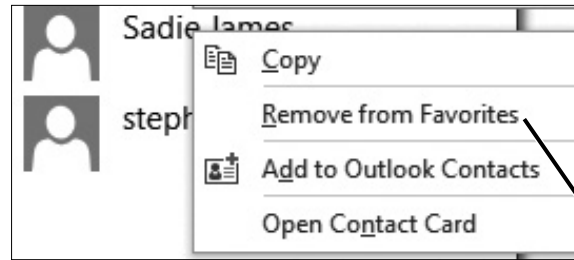 Sadie James
Copy
steph
Remove from Favorites
Add to Outlook Contacts
Open Contact Card